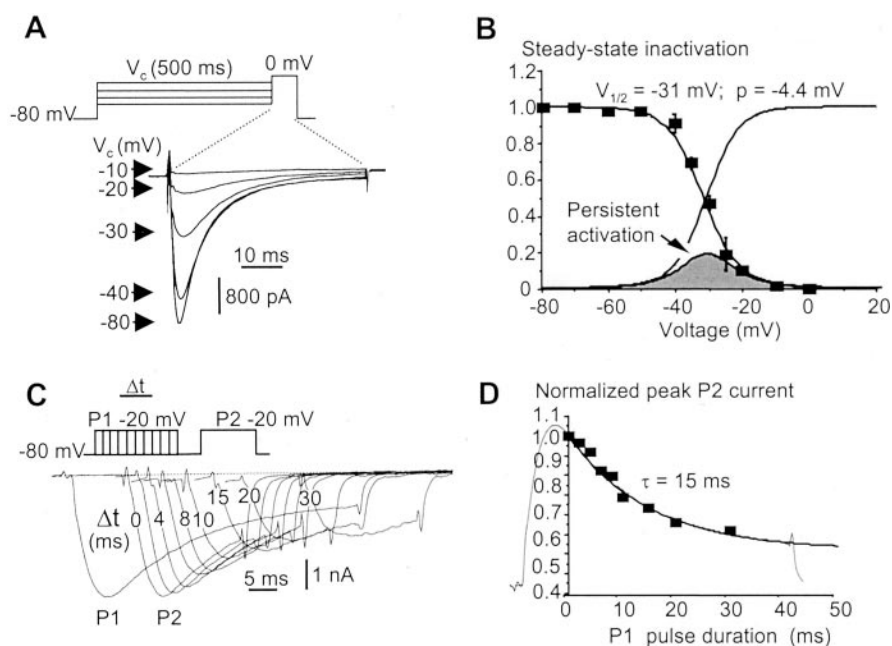 A
V_c (500 ms)
0 mV
-80 mV
V_c (mV)
-10
-20
-30
-40
-80
10 ms
800 pA
B
Steady-state inactivation
V_1/2 = -31 mV; p = -4.4 mV
1.2
1.0
0.8
0.6
0.4
0.2
0
Persistent
activation
-80 -60 -40 -20 0 20
Voltage (mV)
C
Δt
P1 -20 mV
P2 -20 mV
-80 mV
Δt
(ms)
0 4 8 10 15 20 30
5 ms
1 nA
P1
P2
D
Normalized peak P2 current
1.1
1.0
0.9
0.8
0.7
0.6
0.5
0.4
τ = 15 ms
0 10 20 30 40 50
P1 pulse duration (ms)